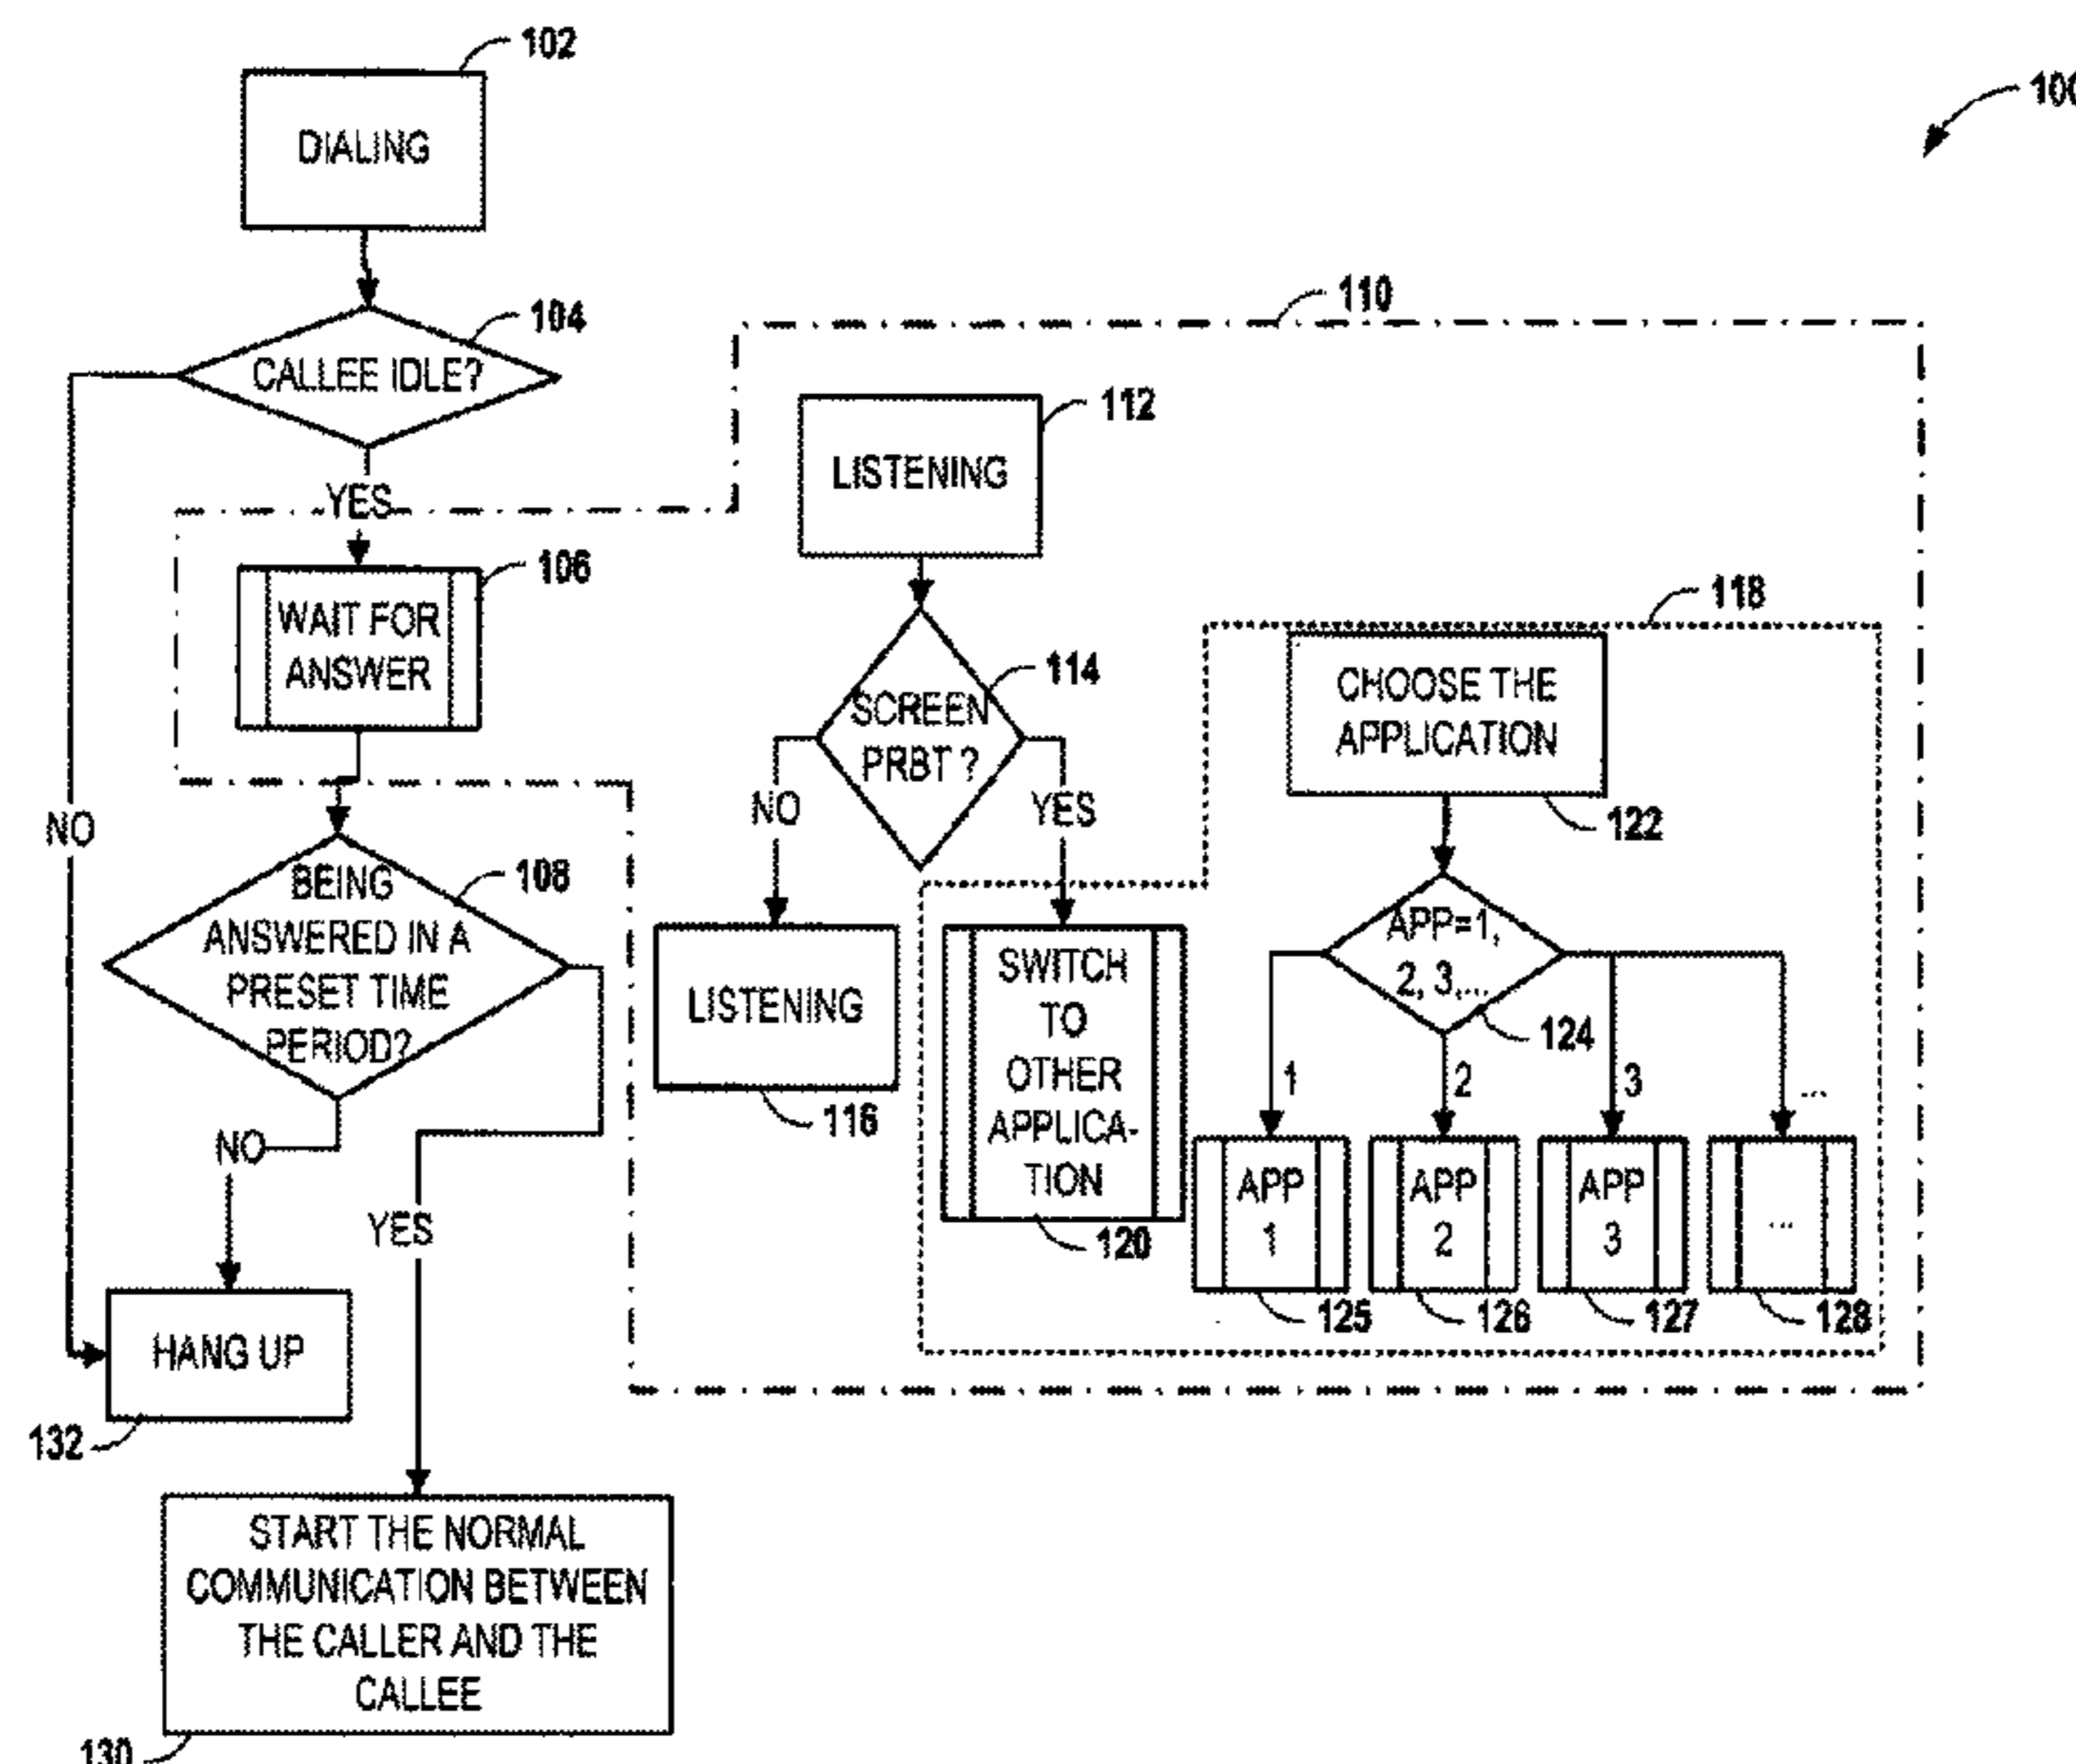 102
100
DIALING
104
110
CALLEE IDLE?
112
LISTENING
YES
106
WAIT FOR
ANSWER
118
114
CHOOSE THE
APPLICATION
SCREEN
PRBT ?
NO
YES
122
NO
108
BEING
ANSWERED IN A
PRESET TIME
PERIOD?
APP=1,
2, 3,...
124
SWITCH
TO
OTHER
APPLICA-
TION
LISTENING
116
1
2
3
...
NO
YES
120
APP
1
APP
2
APP
3
...
125
126
127
128
HANG UP
132
START THE NORMAL
COMMUNICATION BETWEEN
THE CALLER AND THE
CALLEE
130